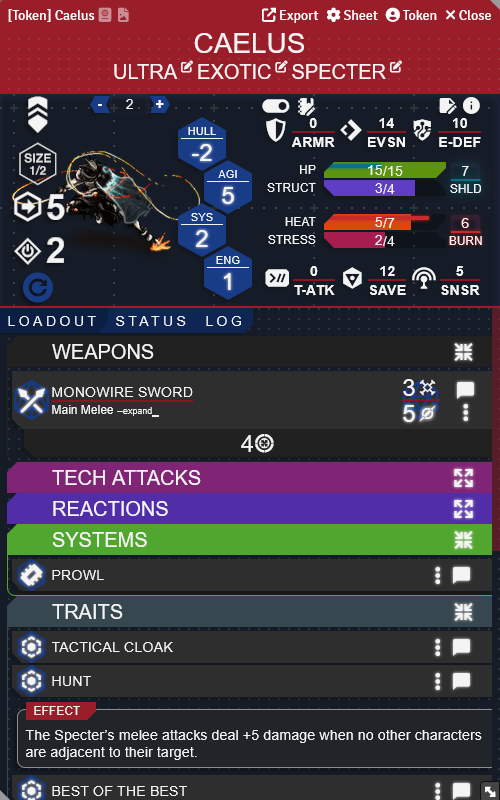 [Token] Caelus Export Sheet Token Close
CAELUS
ULTRA EXOTIC SPECTER
- 2 +
SIZE
1/2
5
2
HULL
-2
AGI
5
SYS
2
ENG
1
0
ARMR
14
EVSN
10
E-DEF
HP 15/15 7
STRUCT 3/4 SHLD
HEAT 5/7 6
STRESS 2/4 BURN
0
T-ATK
12
SAVE
5
SNSR
LOADOUT STATUS LOG
WEAPONS
MONOWIRE SWORD 3
Main Melee --expand_ 5
4
TECH ATTACKS
REACTIONS
SYSTEMS
PROWL
TRAITS
TACTICAL CLOAK
HUNT
EFFECT
The Specter's melee attacks deal +5 damage when no other characters
are adjacent to their target.
BEST OF THE BEST